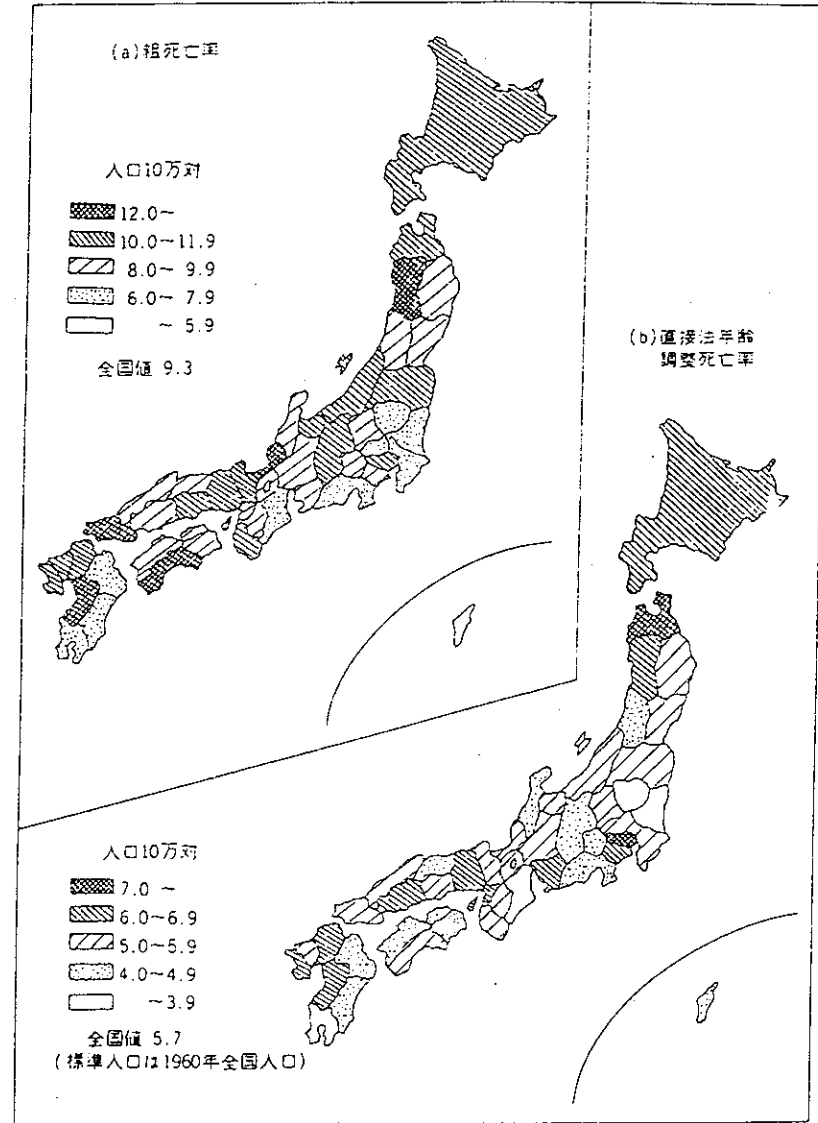 (a)粗死亡率
人口10万対
12.0~
10.0~11.9
8.0~ 9.9
6.0~ 7.9
~ 5.9
全国値 9.3
(b)直接法年齢
調整死亡率
人口10万対
7.0 ~
6.0~6.9
5.0~5.9
4.0~4.9
~3.9
全国値 5.7
(標準人口は1960年全国人口)